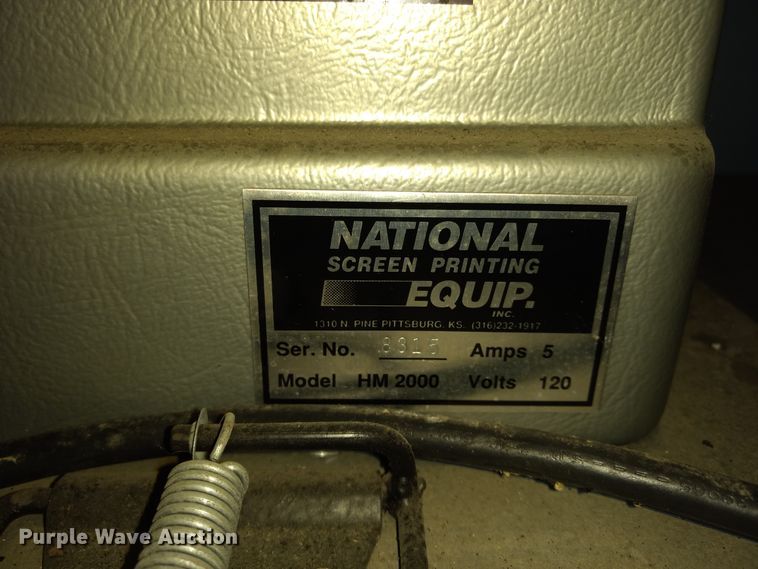 NATIONAL
SCREEN PRINTING
EQUIP.
INC.
1310 N. PINE PITTSBURG, KS. (316)232-1917
Ser. No. Amps 5
Model HM 2000 Volts 120
Purple Wave Auction